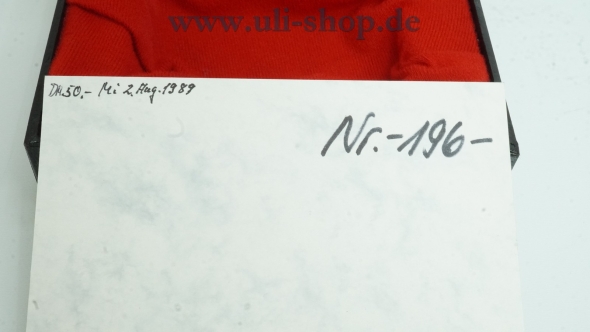 www.uli-shop.de
DM.50.- Mi 2. Aug. 1989
Nr.-196-